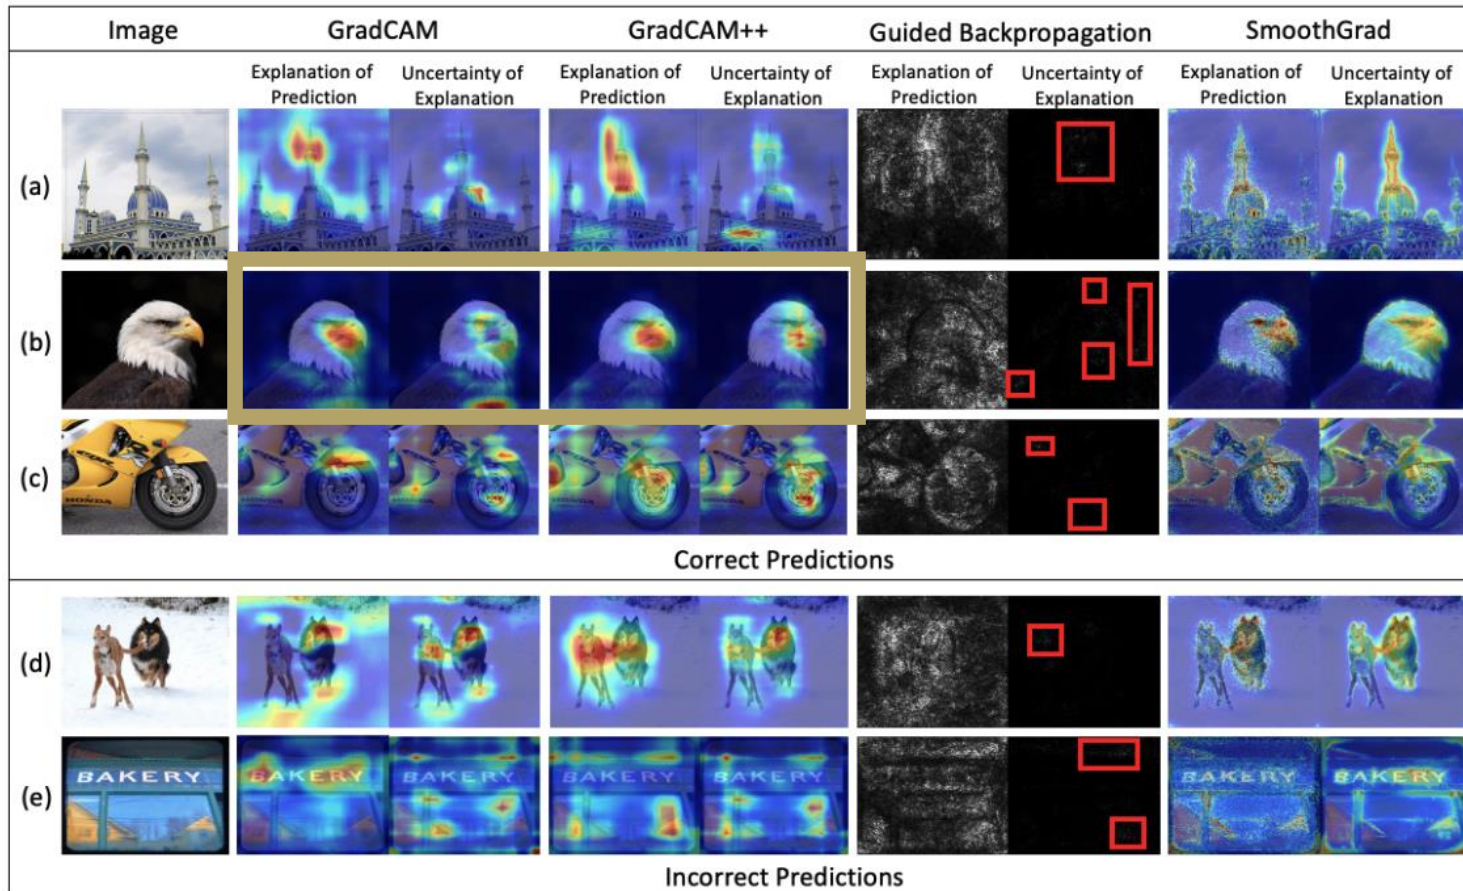 Image GradCAM GradCAM++ Guided Backpropagation SmoothGrad
Explanation of Prediction Uncertainty of Explanation Explanation of Prediction Uncertainty of Explanation Explanation of Prediction Uncertainty of Explanation Explanation of Prediction Uncertainty of Explanation
(a)
(b)
(c)
HONDA
Correct Predictions
(d)
(e)
BAKERY BAKERY BAKERY BAKERY BAKERY BAKERY BAKERY
Incorrect Predictions